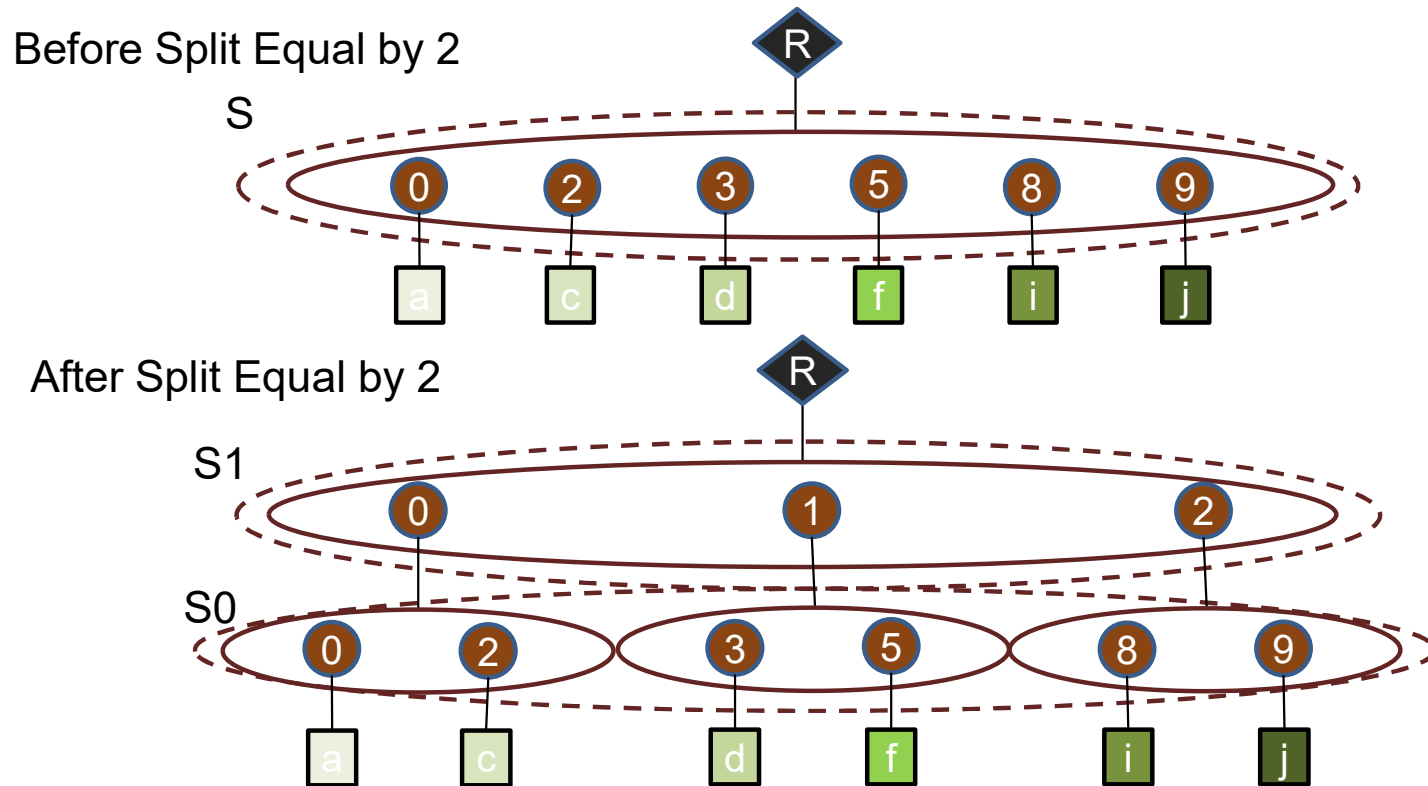 Before Split Equal by 2
R
S
0 2 3 5 8 9
a c d f i j
After Split Equal by 2
R
S1
0 1 2
S0
0 2 3 5 8 9
a c d f i j